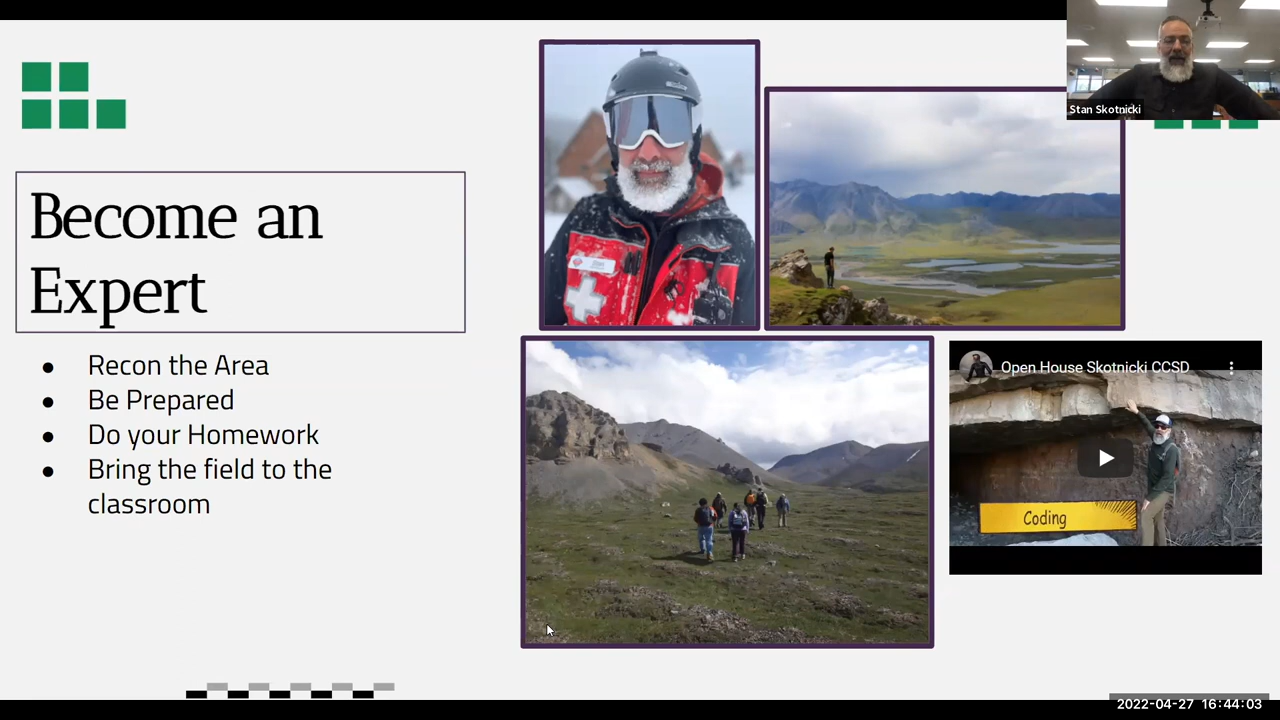 Become an
Expert
● Recon the Area
● Be Prepared
● Do your Homework
● Bring the field to the
classroom
Stan Skotnicki
Open House Skotnicki CCSD
Coding
2022-04-27 16:44:03